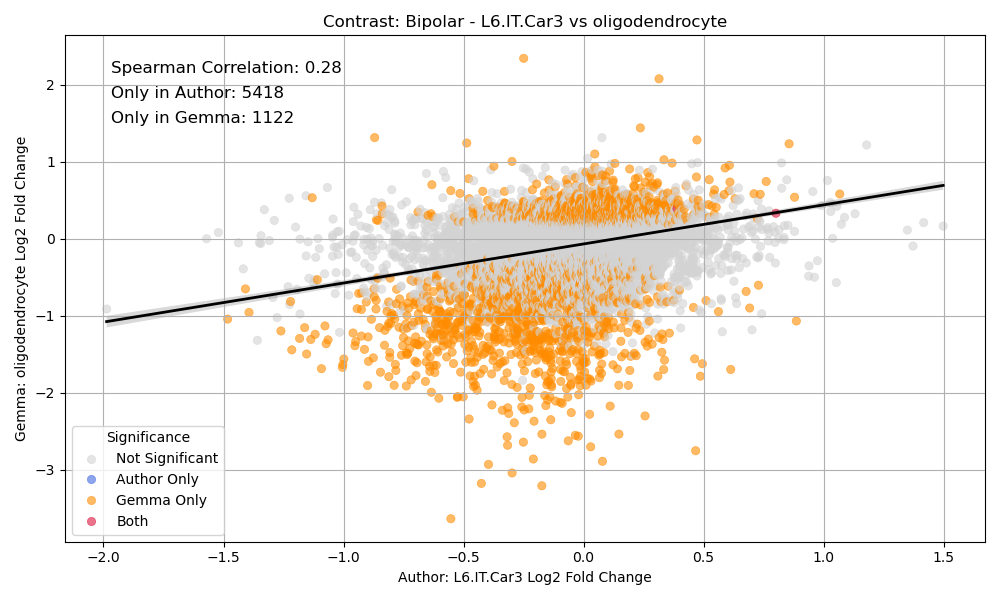 Contrast: Bipolar - L6.IT.Car3 vs oligodendrocyte
Spearman Correlation: 0.28
Only in Author: 5418
Only in Gemma: 1122
Gemma: oligodendrocyte Log2 Fold Change
2
1
0
−1
−2
−3
Significance
Not Significant
Author Only
Gemma Only
Both
−2.0 −1.5 −1.0 −0.5 0.0 0.5 1.0 1.5
Author: L6.IT.Car3 Log2 Fold Change